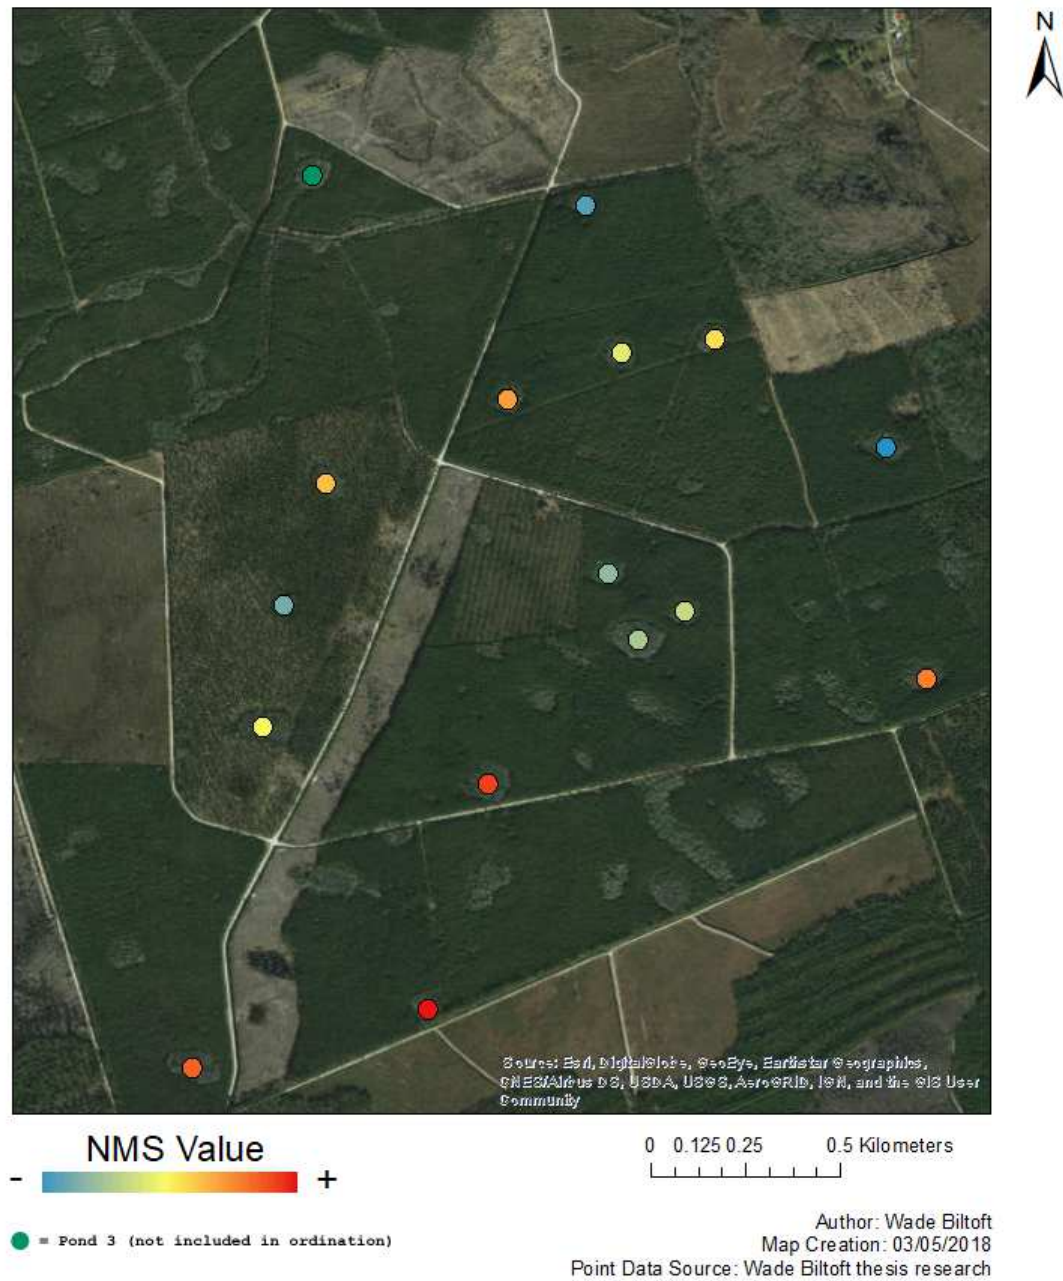 N
Source: Esri, DigitalGlobe, GeoEye, Earthstar Geographics,
CNES/Airbus DS, USDA, USGS, AeroGRID, IGN, and the GIS User
Community
NMS Value
- +
0 0.125 0.25 0.5 Kilometers
= Pond 3 (not included in ordination)
Author: Wade Biltoft
Map Creation: 03/05/2018
Point Data Source: Wade Biltoft thesis research